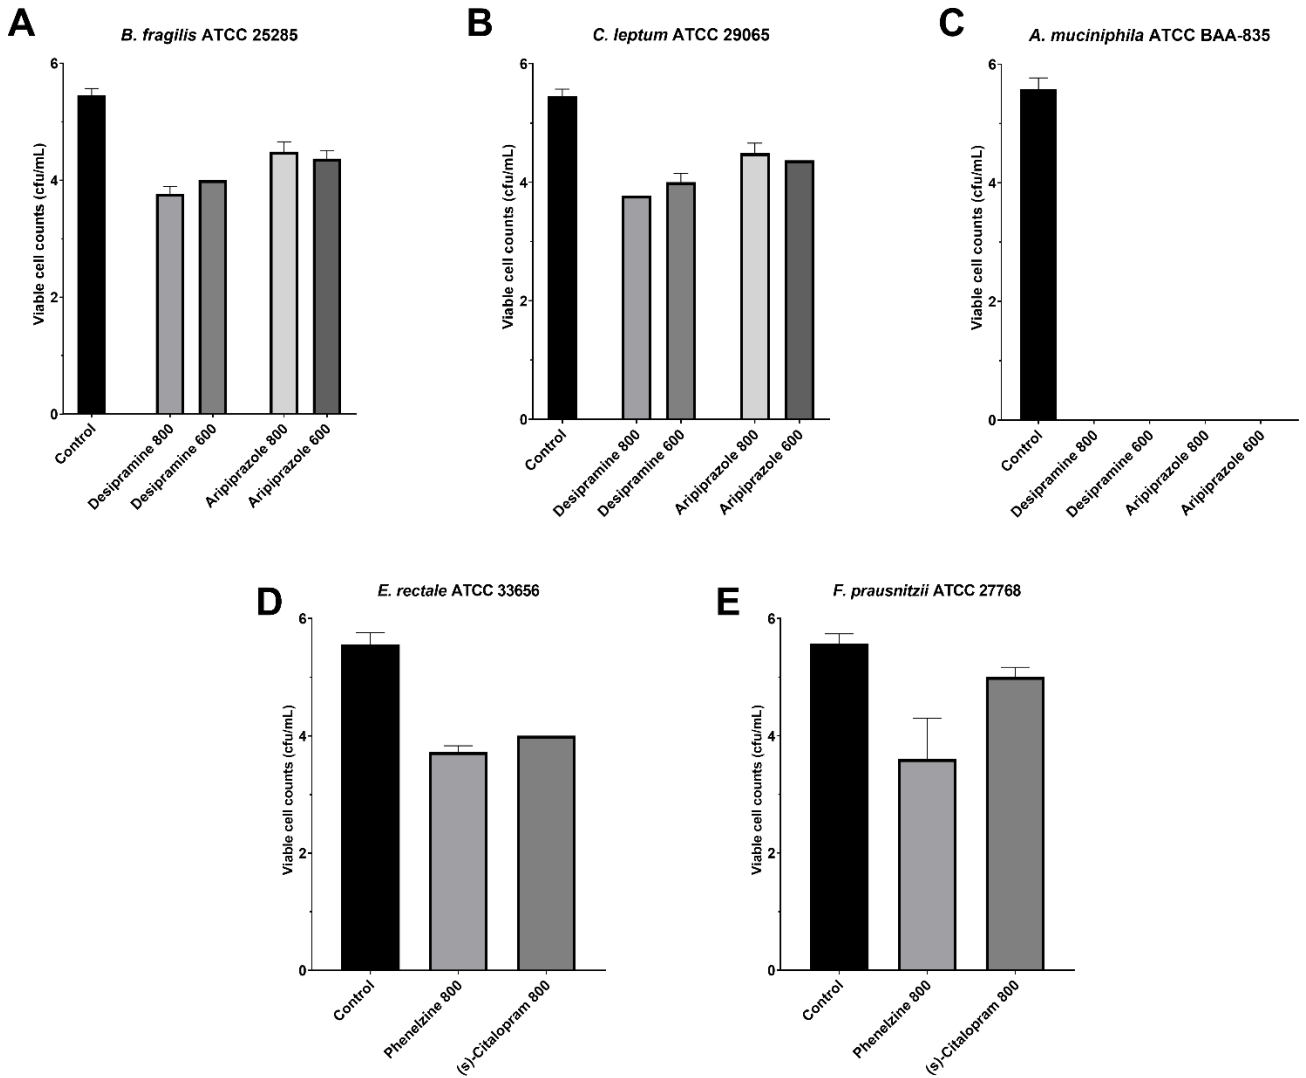 A
B. fragilis ATCC 25285
Viable cell counts (cfu/mL)
6
4
2
0
Control
Desipramine 800
Desipramine 600
Aripiprazole 800
Aripiprazole 600
B
C. leptum ATCC 29065
Viable cell counts (cfu/mL)
6
4
2
0
Control
Desipramine 800
Desipramine 600
Aripiprazole 800
Aripiprazole 600
C
A. muciniphila ATCC BAA-835
Viable cell counts (cfu/mL)
6
4
2
0
Control
Desipramine 800
Desipramine 600
Aripiprazole 800
Aripiprazole 600
D
E. rectale ATCC 33656
Viable cell counts (cfu/mL)
6
4
2
0
Control
Phenelzine 800
(s)-Citalopram 800
E
F. prausnitzii ATCC 27768
Viable cell counts (cfu/mL)
6
4
2
0
Control
Phenelzine 800
(s)-Citalopram 800